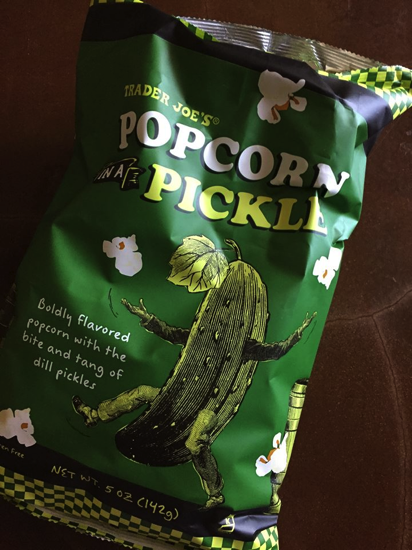 TRADER JOE'S®
POPCORN
IN A
PICKLE
Boldly flavored
popcorn with the
bite and tang of
dill pickles
free
NET WT. 5 OZ (142g)